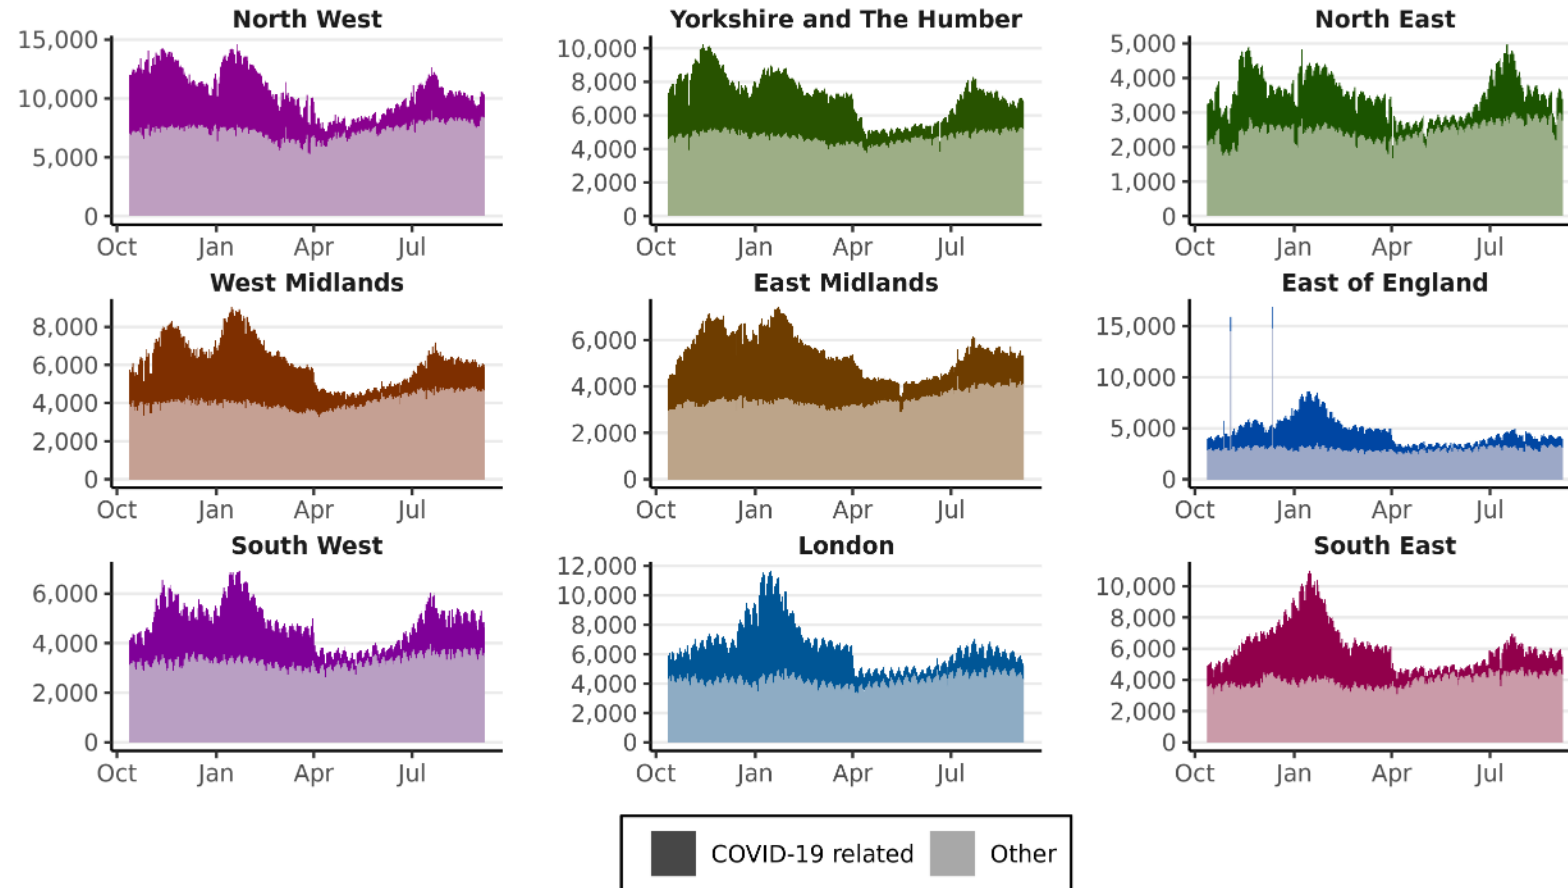 North West
Yorkshire and The Humber
North East
15,000
10,000
5,000
0
Oct Jan Apr Jul
10,000
8,000
6,000
4,000
2,000
0
Oct Jan Apr Jul
5,000
4,000
3,000
2,000
1,000
0
Oct Jan Apr Jul
West Midlands
East Midlands
East of England
8,000
6,000
4,000
2,000
0
Oct Jan Apr Jul
6,000
4,000
2,000
0
Oct Jan Apr Jul
15,000
10,000
5,000
0
Oct Jan Apr Jul
South West
London
South East
6,000
4,000
2,000
0
Oct Jan Apr Jul
12,000
10,000
8,000
6,000
4,000
2,000
0
Oct Jan Apr Jul
10,000
8,000
6,000
4,000
2,000
0
Oct Jan Apr Jul
COVID-19 related Other